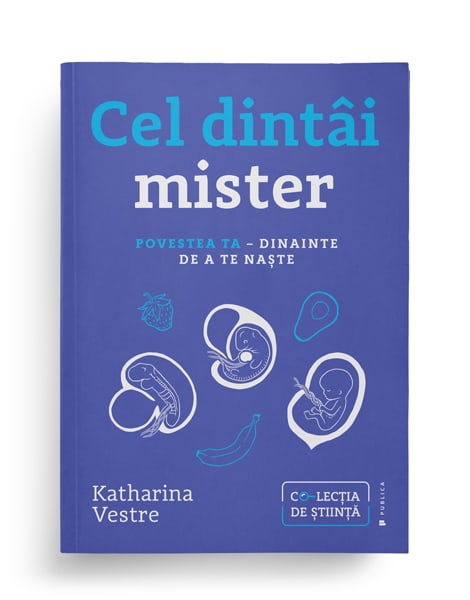 Cel dintâi
mister
POVESTEA TA – DINAINTE
DE A TE NAȘTE
Katharina
Vestre
COLECȚIA
DE ȘTIINȚĂ
PUBLICA